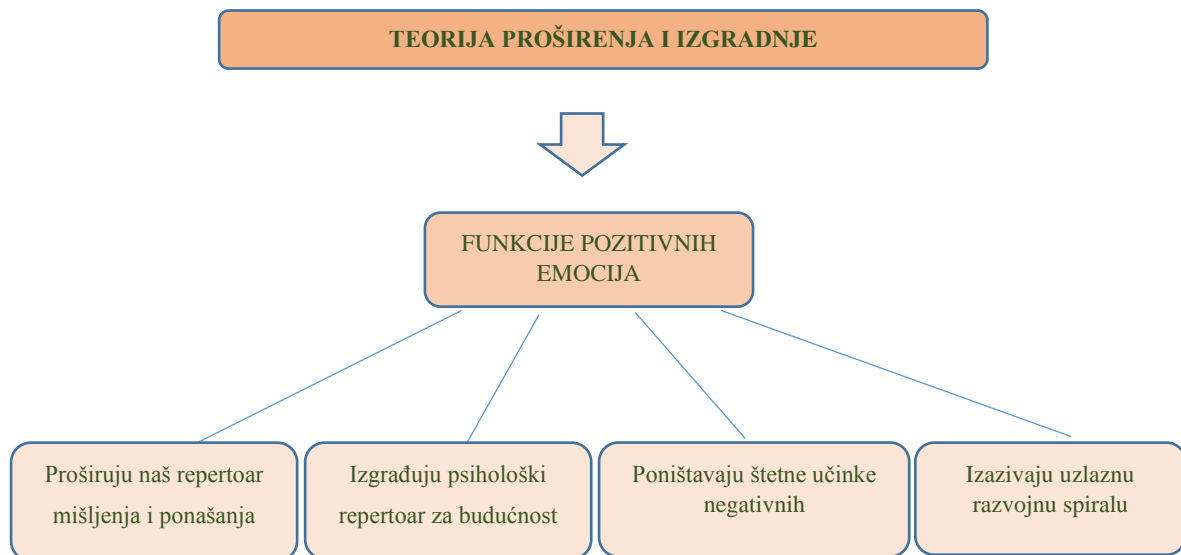 TEORIJA PROŠIRENJA I IZGRADNJE
FUNKCIJE POZITIVNIH
EMOCIJA
Proširuju naš repertoar
mišljenja i ponašanja
Izgrađuju psihološki
repertoar za budućnost
Poništavaju štetne učinke
negativnih
Izazivaju uzlaznu
razvojnu spiralu